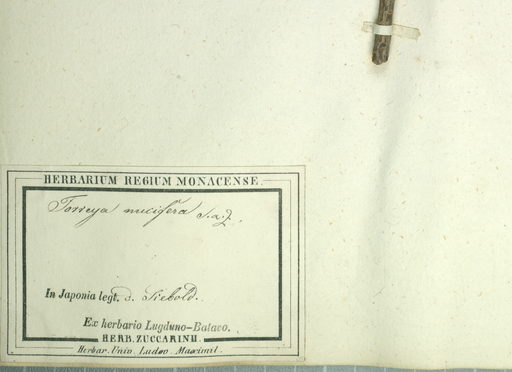 HERBARIUM REGIUM MONACENSE.
Torreya nucifera S. a. Z.
In Japonia legt. d. Siebold.
Ex herbario Lugduno-Batavo.
HERB. ZUCCARINII.
Herbar. Univ. Ludov. Maximil.